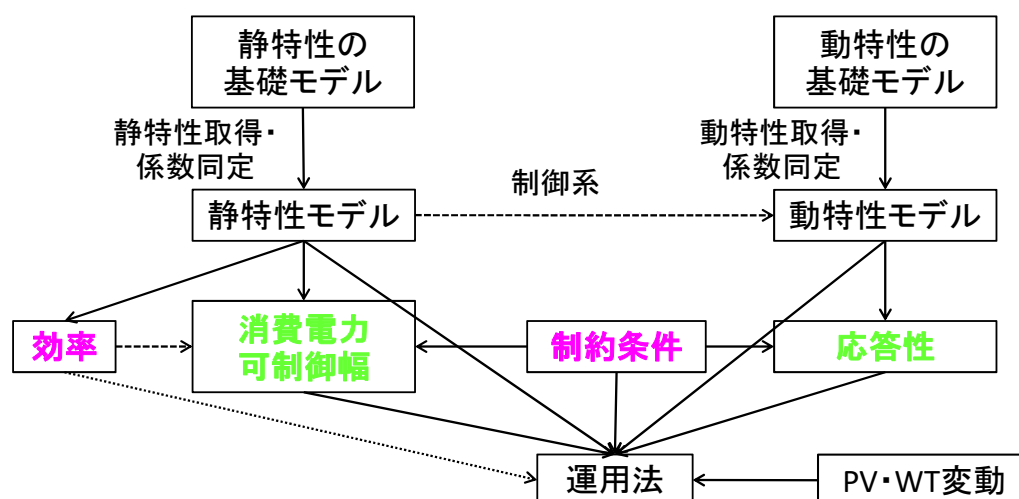 静特性の
基礎モデル
動特性の
基礎モデル
静特性取得・
係数同定
動特性取得・
係数同定
制御系
静特性モデル
動特性モデル
効率
消費電力
可制御幅
制約条件
応答性
運用法
PV・WT変動